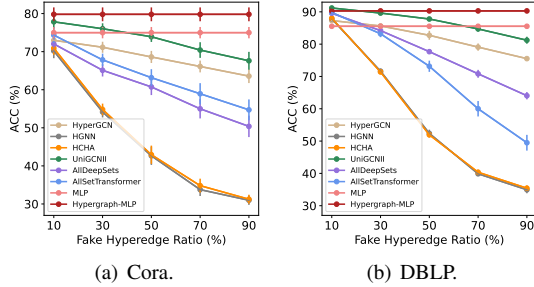 ACC (%)
80
70
60
50
40
30
HyperGCN
HGNN
HCHA
UniGCNII
AllDeepSets
AllSetTransformer
MLP
Hypergraph-MLP
10 30 50 70 90
Fake Hyperedge Ratio (%)
(a) Cora.
ACC (%)
90
80
70
60
50
40
30
HyperGCN
HGNN
HCHA
UniGCNII
AllDeepSets
AllSetTransformer
MLP
Hypergraph-MLP
10 30 50 70 90
Fake Hyperedge Ratio (%)
(b) DBLP.